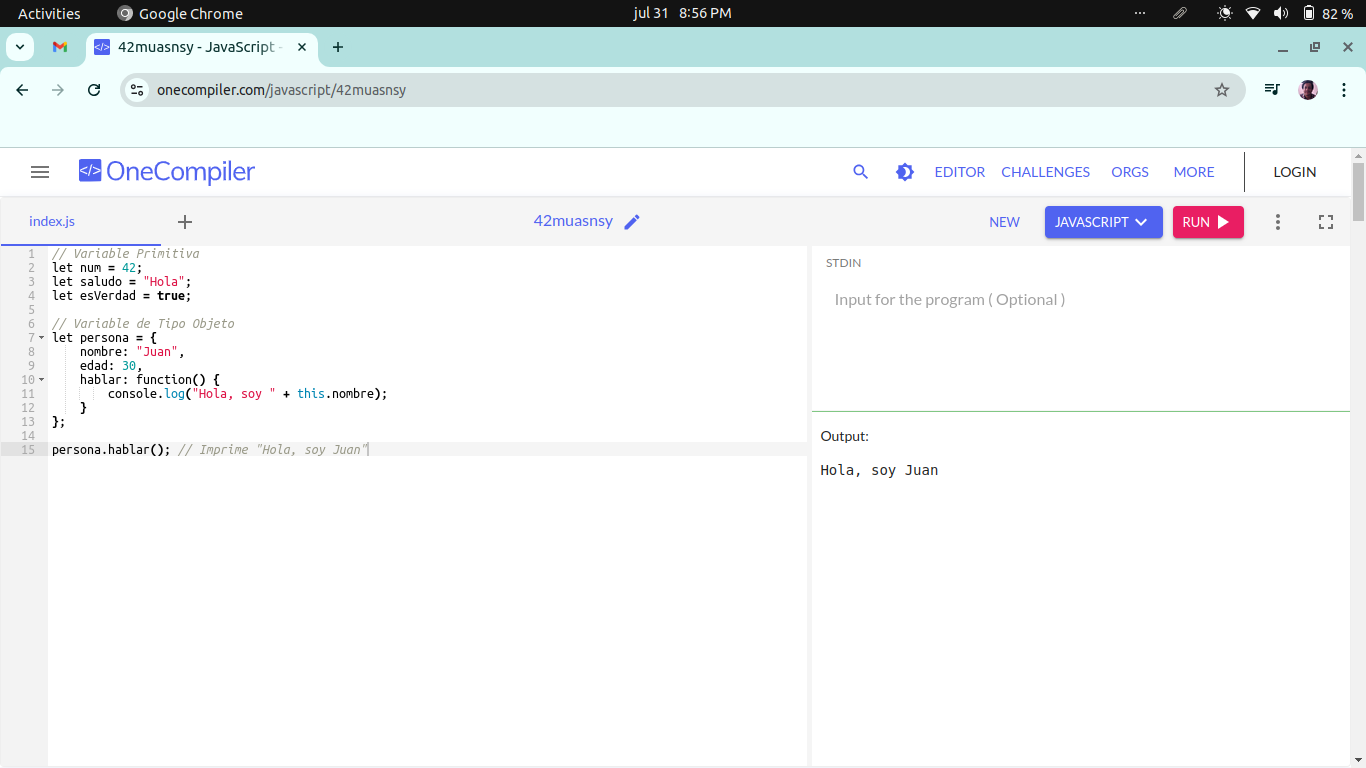 Activities Google Chrome jul 31 8:56 PM 82 %
42muasnsy - JavaScript -
onecompiler.com/javascript/42muasnsy
</> OneCompiler EDITOR CHALLENGES ORGS MORE LOGIN
index.js 42muasnsy NEW JAVASCRIPT RUN
1 // Variable Primitiva
2 let num = 42;
3 let saludo = "Hola";
4 let esVerdad = true;
5
6 // Variable de Tipo Objeto
7 let persona = {
8 nombre: "Juan",
9 edad: 30,
10 hablar: function() {
11 console.log("Hola, soy " + this.nombre);
12 }
13 };
14
15 persona.hablar(); // Imprime "Hola, soy Juan"
STDIN
Input for the program ( Optional )
Output:
Hola, soy Juan